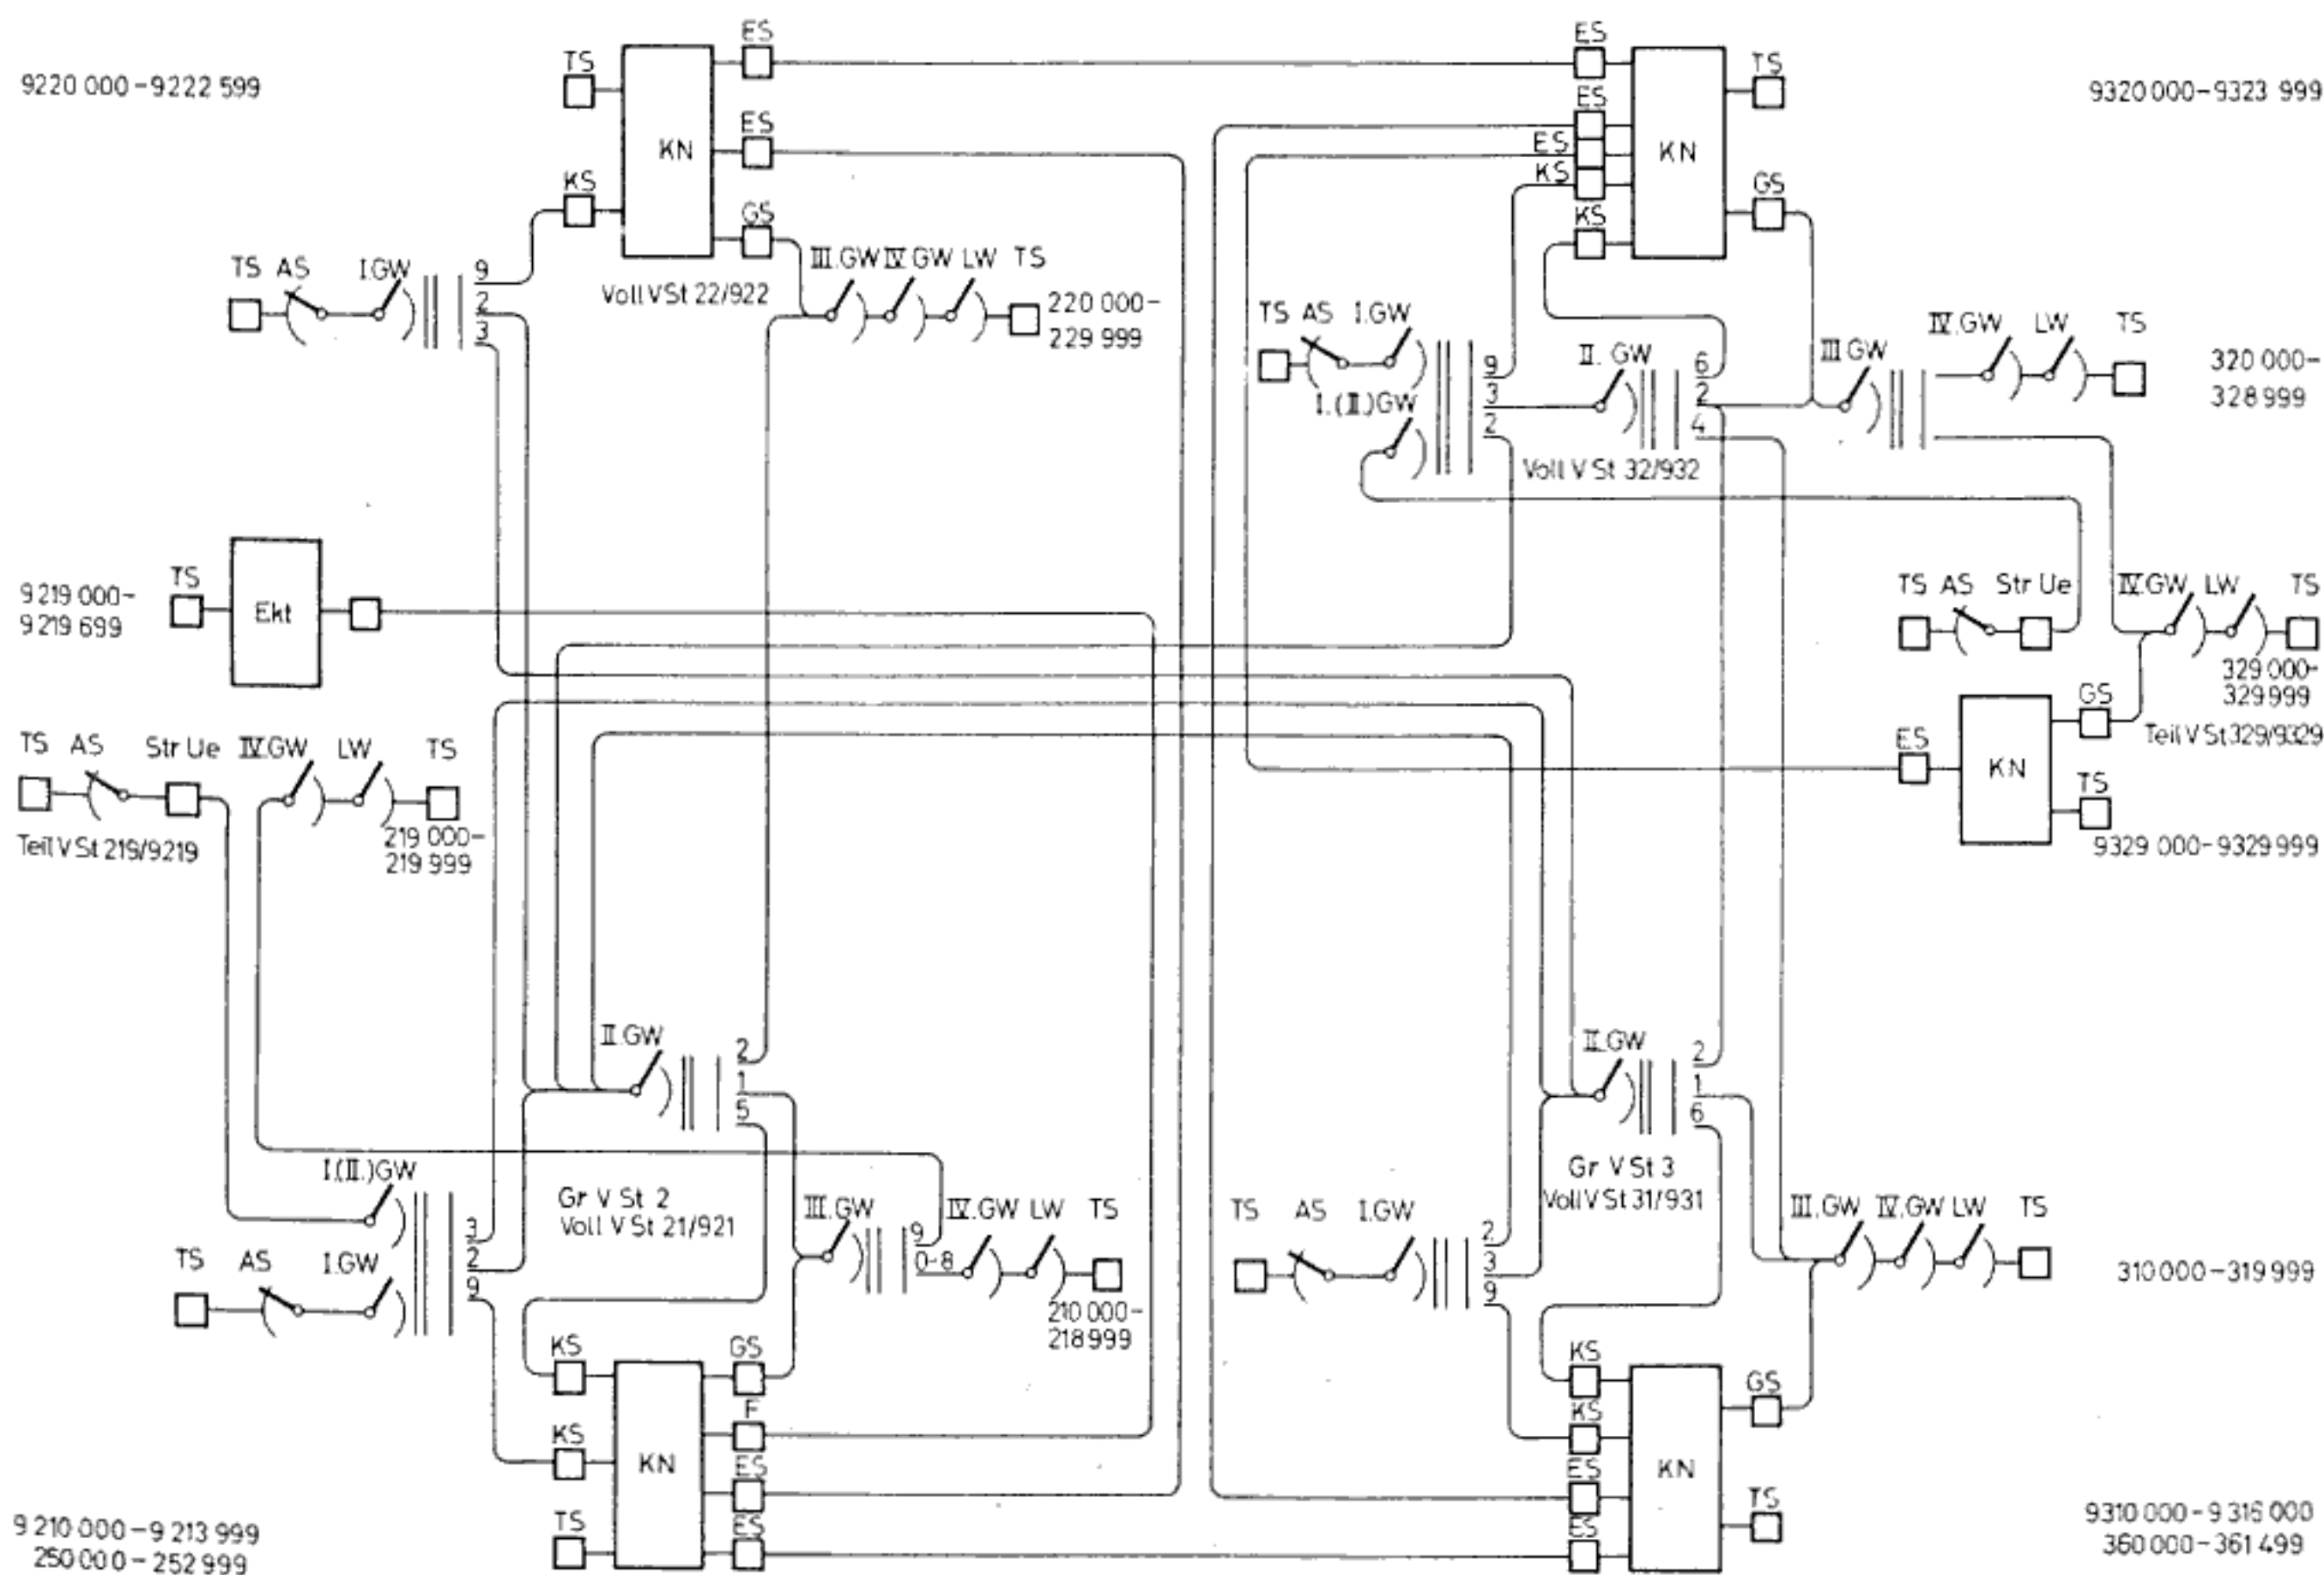 9220 000-9222 599
TS
ES
KN
ES
KS
GS
Voll VSt 22/922
TS AS I.GW
9
2
3
III.GW IV.GW LW TS
220 000-
229 999
ES
TS
9320 000-9323 999
ES
ES
KN
KS
GS
KS
TS AS I.GW
I.(II.)GW
9
3
2
II. GW
6
2
4
Voll V St 32/932
III GW
IV.GW LW TS
320 000-
328 999
9 219 000-
9 219 699
TS
Ekt
TS AS Str Ue
IV.GW LW TS
329 000-
329 999
Teil V St 329/9329
GS
ES
KN
TS
9329 000-9329 999
TS AS Str Ue IV.GW LW TS
Teil V St 219/9219
219 000-
219 999
II.GW
2
1
5
II.GW
2
1
6
I.(II.)GW
Gr V St 2
Voll V St 21/921
3
2
9
TS AS I.GW
III.GW
9
0-8
IV.GW LW TS
210 000-
218 999
Gr V St 3
Voll V St 31/931
TS AS I.GW
2
3
9
III.GW IV.GW LW TS
310 000-319 999
KS
GS
KS
F
KN
ES
TS
ES
KS
GS
KS
KN
ES
TS
ES
9 210 000-9 213 999
250 000-252 999
9310 000-9 316 000
360 000-361 499